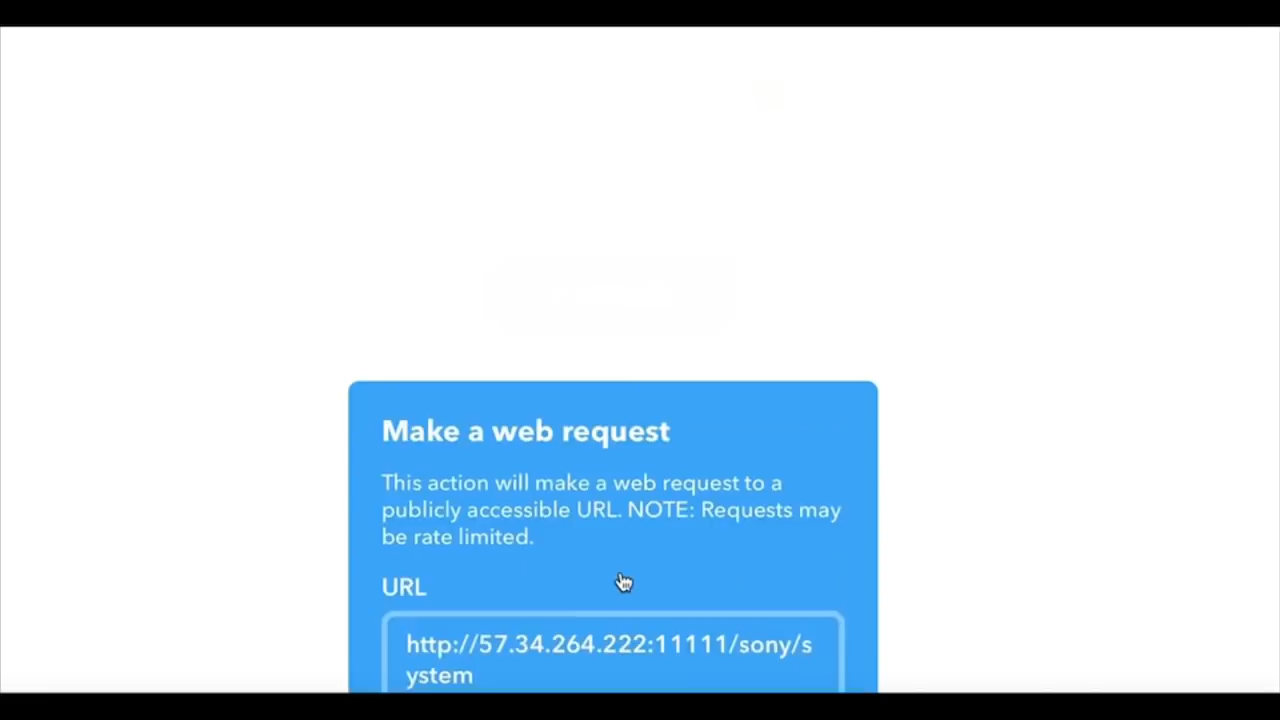 Make a web request
This action will make a web request to a
publicly accessible URL. NOTE: Requests may
be rate limited.
URL
http://57.34.264.222:11111/sony/s
ystem